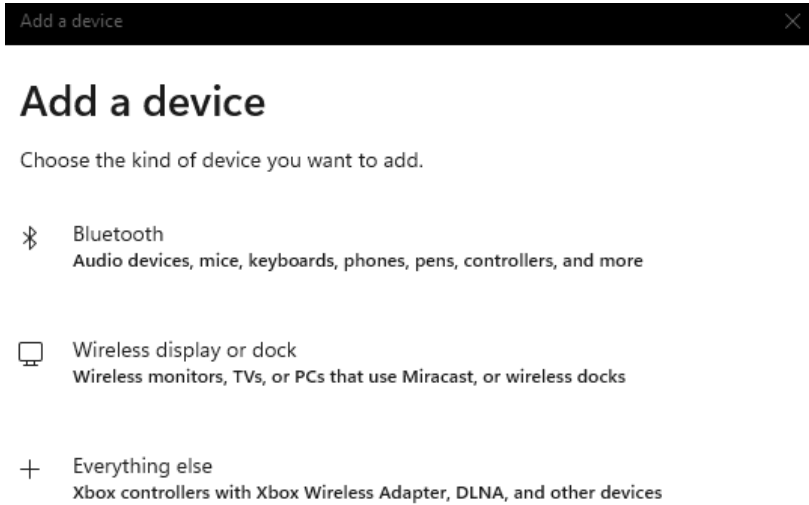 Add a device
Add a device
Choose the kind of device you want to add.
Bluetooth
Audio devices, mice, keyboards, phones, pens, controllers, and more
Wireless display or dock
Wireless monitors, TVs, or PCs that use Miracast, or wireless docks
Everything else
Xbox controllers with Xbox Wireless Adapter, DLNA, and other devices